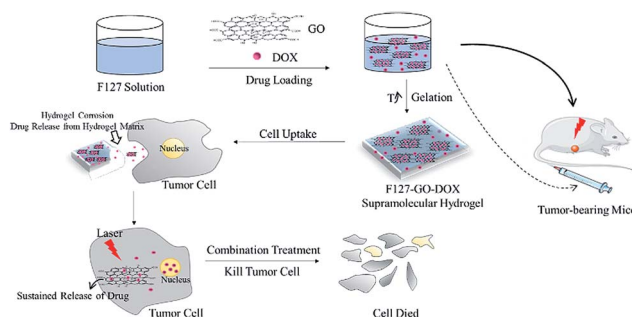 GO
DOX
F127 Solution
Drug Loading
T
Gelation
Hydrogel Corrosion
Drug Release from Hydrogel Matrix
Nucleus
Cell Uptake
Tumor Cell
F127-GO-DOX
Supramolecular Hydrogel
Tumor-bearing Mice
Laser
Nucleus
Sustained Release of Drug
Tumor Cell
Combination Treatment
Kill Tumor Cell
Cell Died